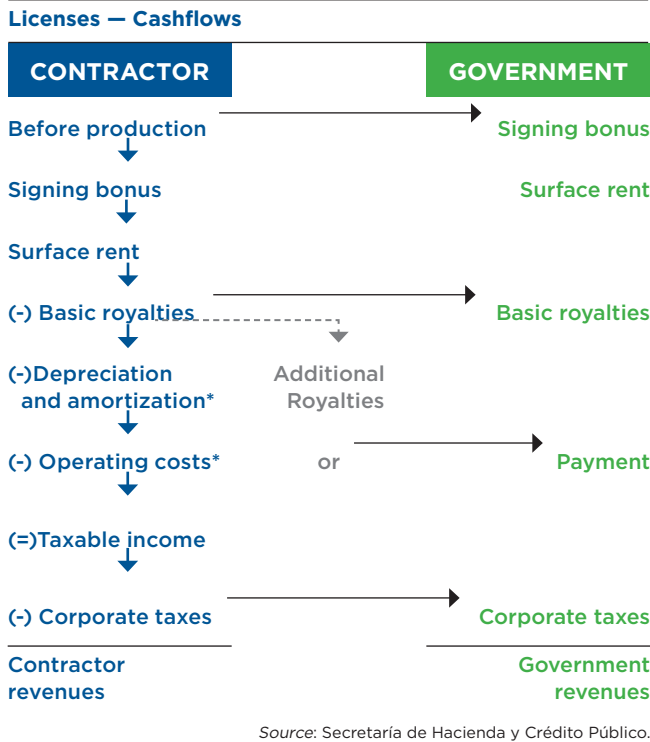 Licenses — Cashflows
CONTRACTOR
GOVERNMENT
Before production
Signing bonus
Signing bonus
Surface rent
Surface rent
(-) Basic royalties
Basic royalties
(-)Depreciation
and amortization*
Additional
Royalties
(-) Operating costs*
or
Payment
(=)Taxable income
(-) Corporate taxes
Corporate taxes
Contractor
revenues
Government
revenues
Source: Secretaría de Hacienda y Crédito Público.